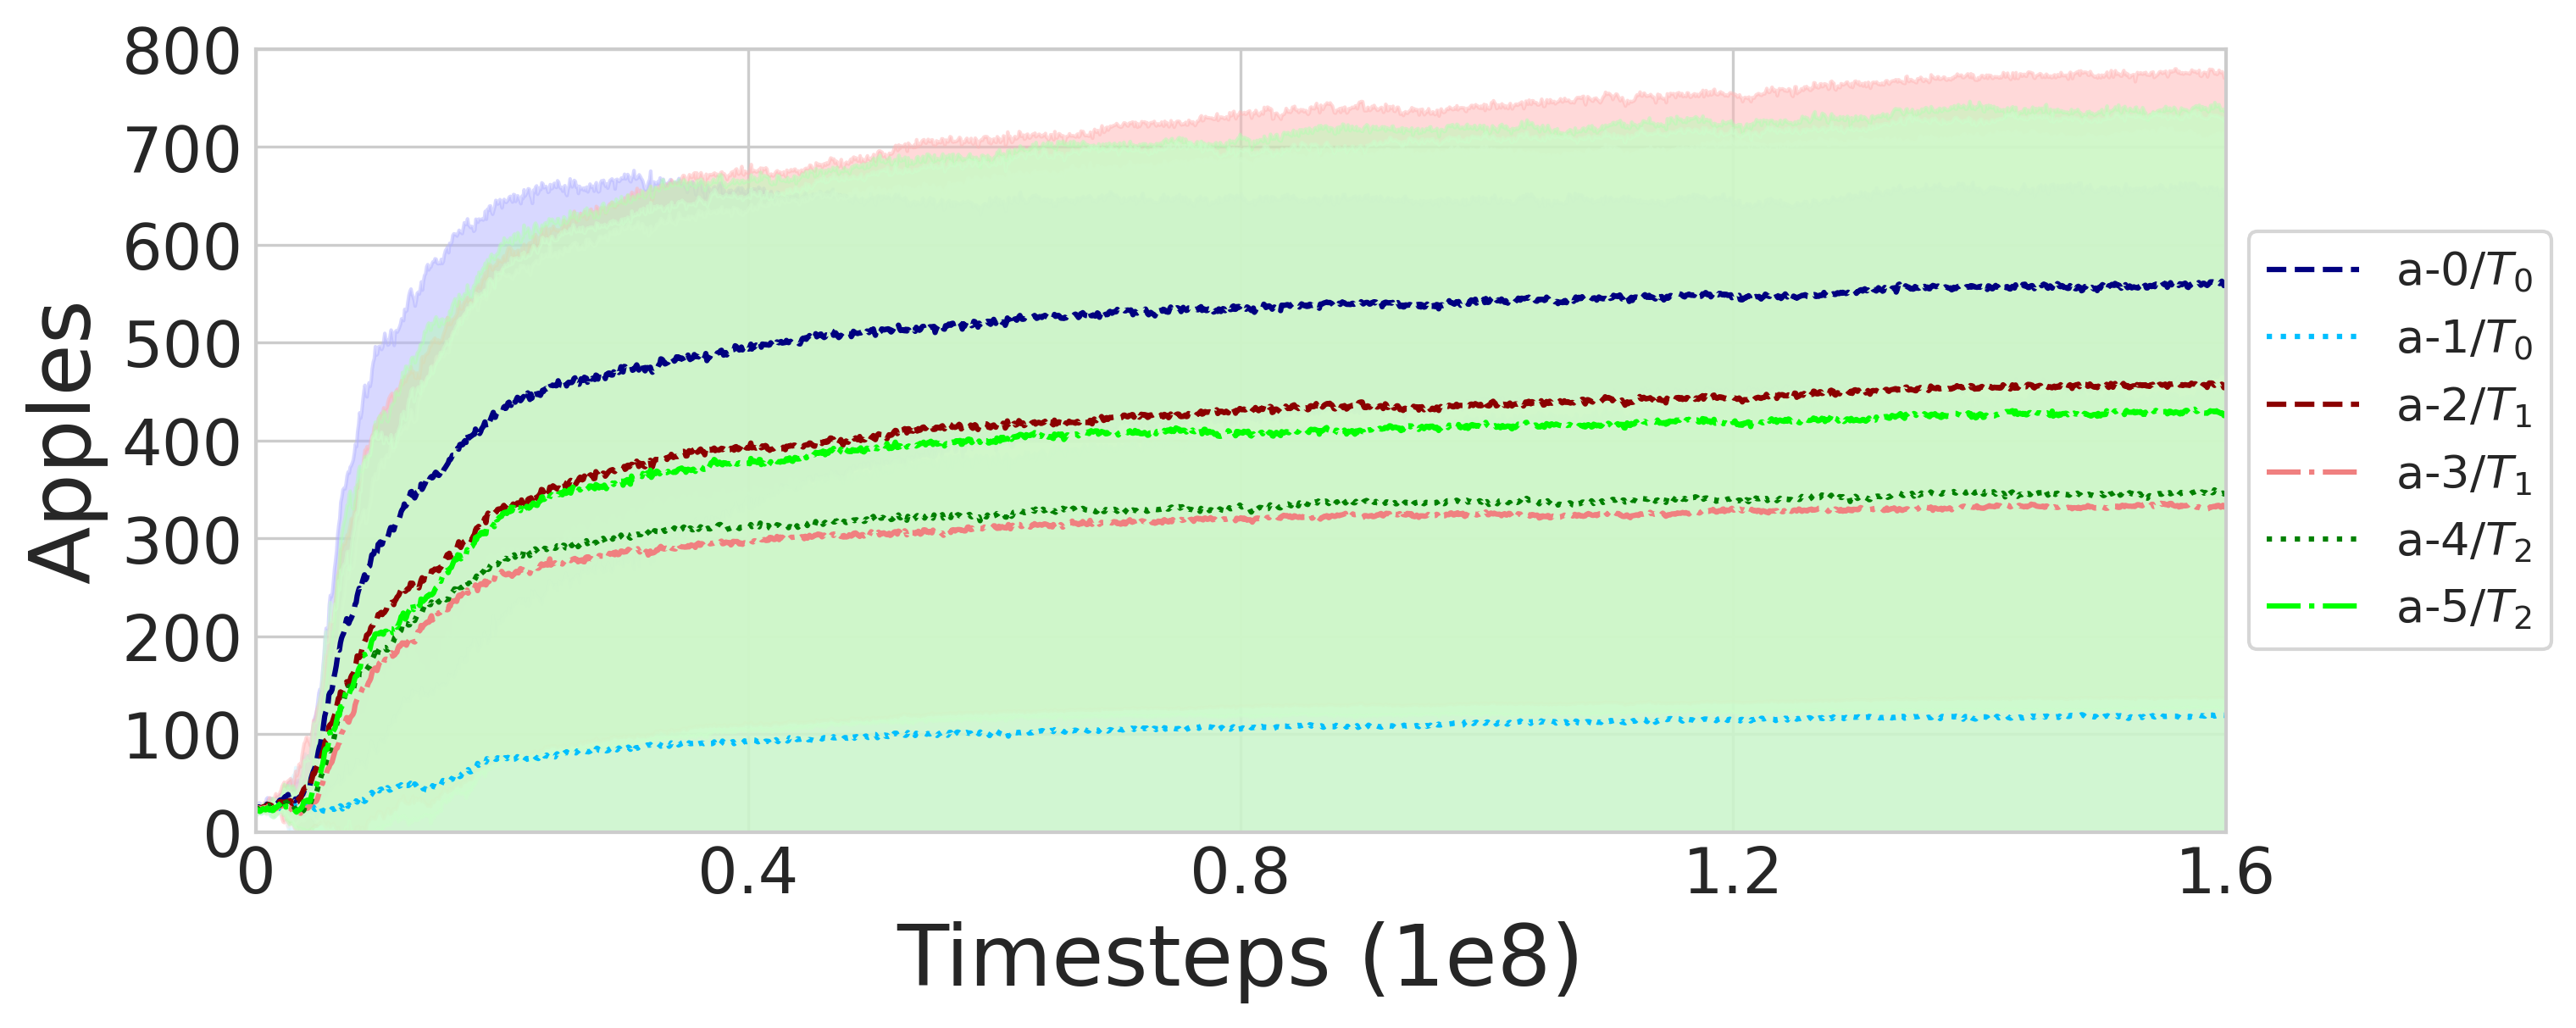 800
700
600
500
400
300
200
100
0
Apples
0 0.4 0.8 1.2 1.6
Timesteps (1e8)
a-0/T₀
a-1/T₀
a-2/T₁
a-3/T₁
a-4/T₂
a-5/T₂